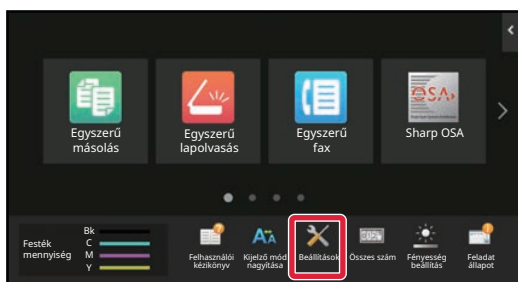 Egyszerű
másolás
Egyszerű
lapolvasás
Egyszerű
fax
OSA
Sharp OSA
Festék
mennyiség
Bk
C
M
Y
Felhasználói
kézikönyv
Kijelző mód
nagyítása
Beállítások
Összes szám
Fényesség
beállítás
Feladat
állapot